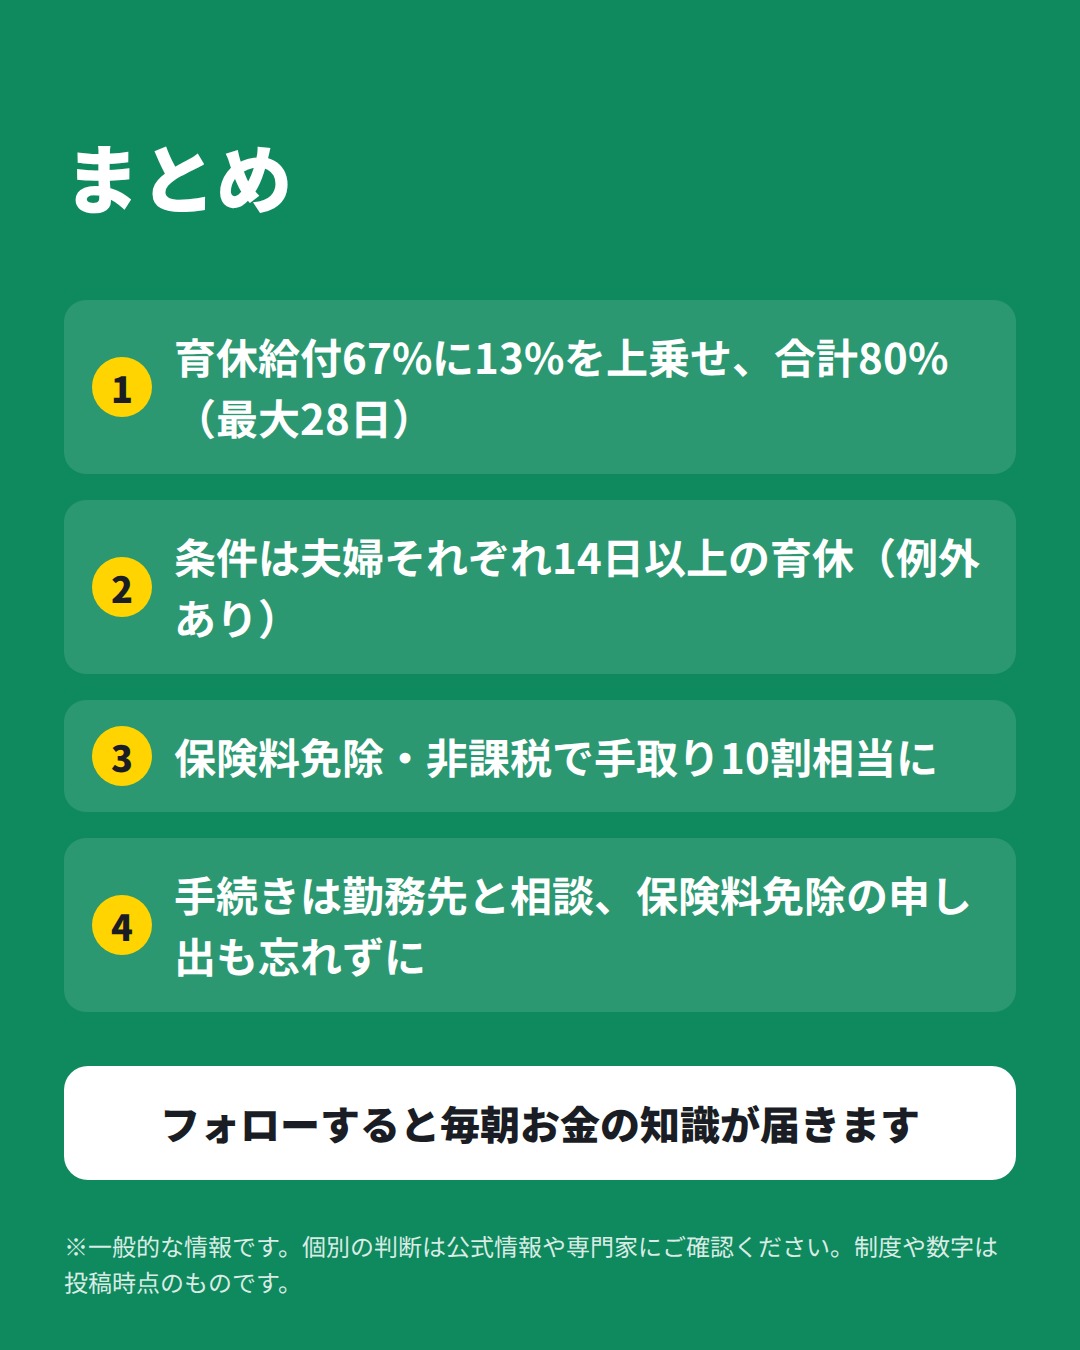 まとめ
1
育休給付67%に13%を上乗せ、合計80%
（最大28日）
2
条件は夫婦それぞれ14日以上の育休（例外
あり）
3
保険料免除・非課税で手取り10割相当に
4
手続きは勤務先と相談、保険料免除の申し
出も忘れずに
フォローすると毎朝お金の知識が届きます
※一般的な情報です。個別の判断は公式情報や専門家にご確認ください。制度や数字は
投稿時点のものです。